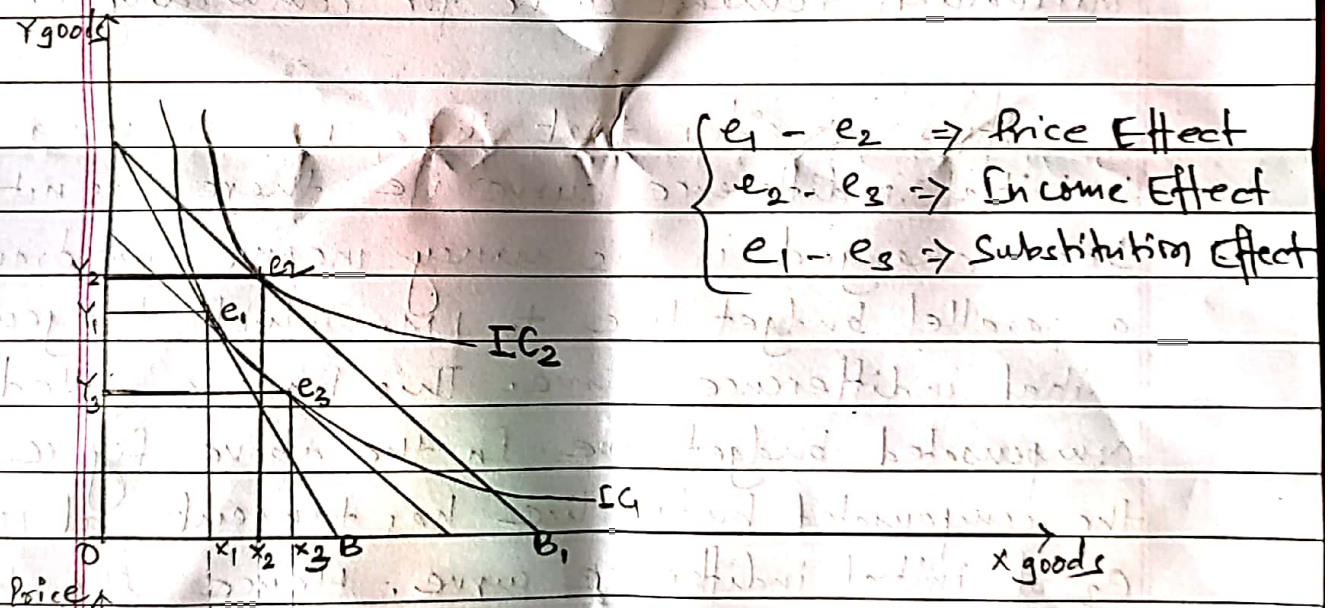 Y goods
e1 - e2 => Price Effect
e2 - e3 => Income Effect
e1 - e3 => Substitution Effect
Y2
e2
Y1
e1
IC2
Y3
e3
IC1
O
x1 x2 x3 B
B1
x goods
Price